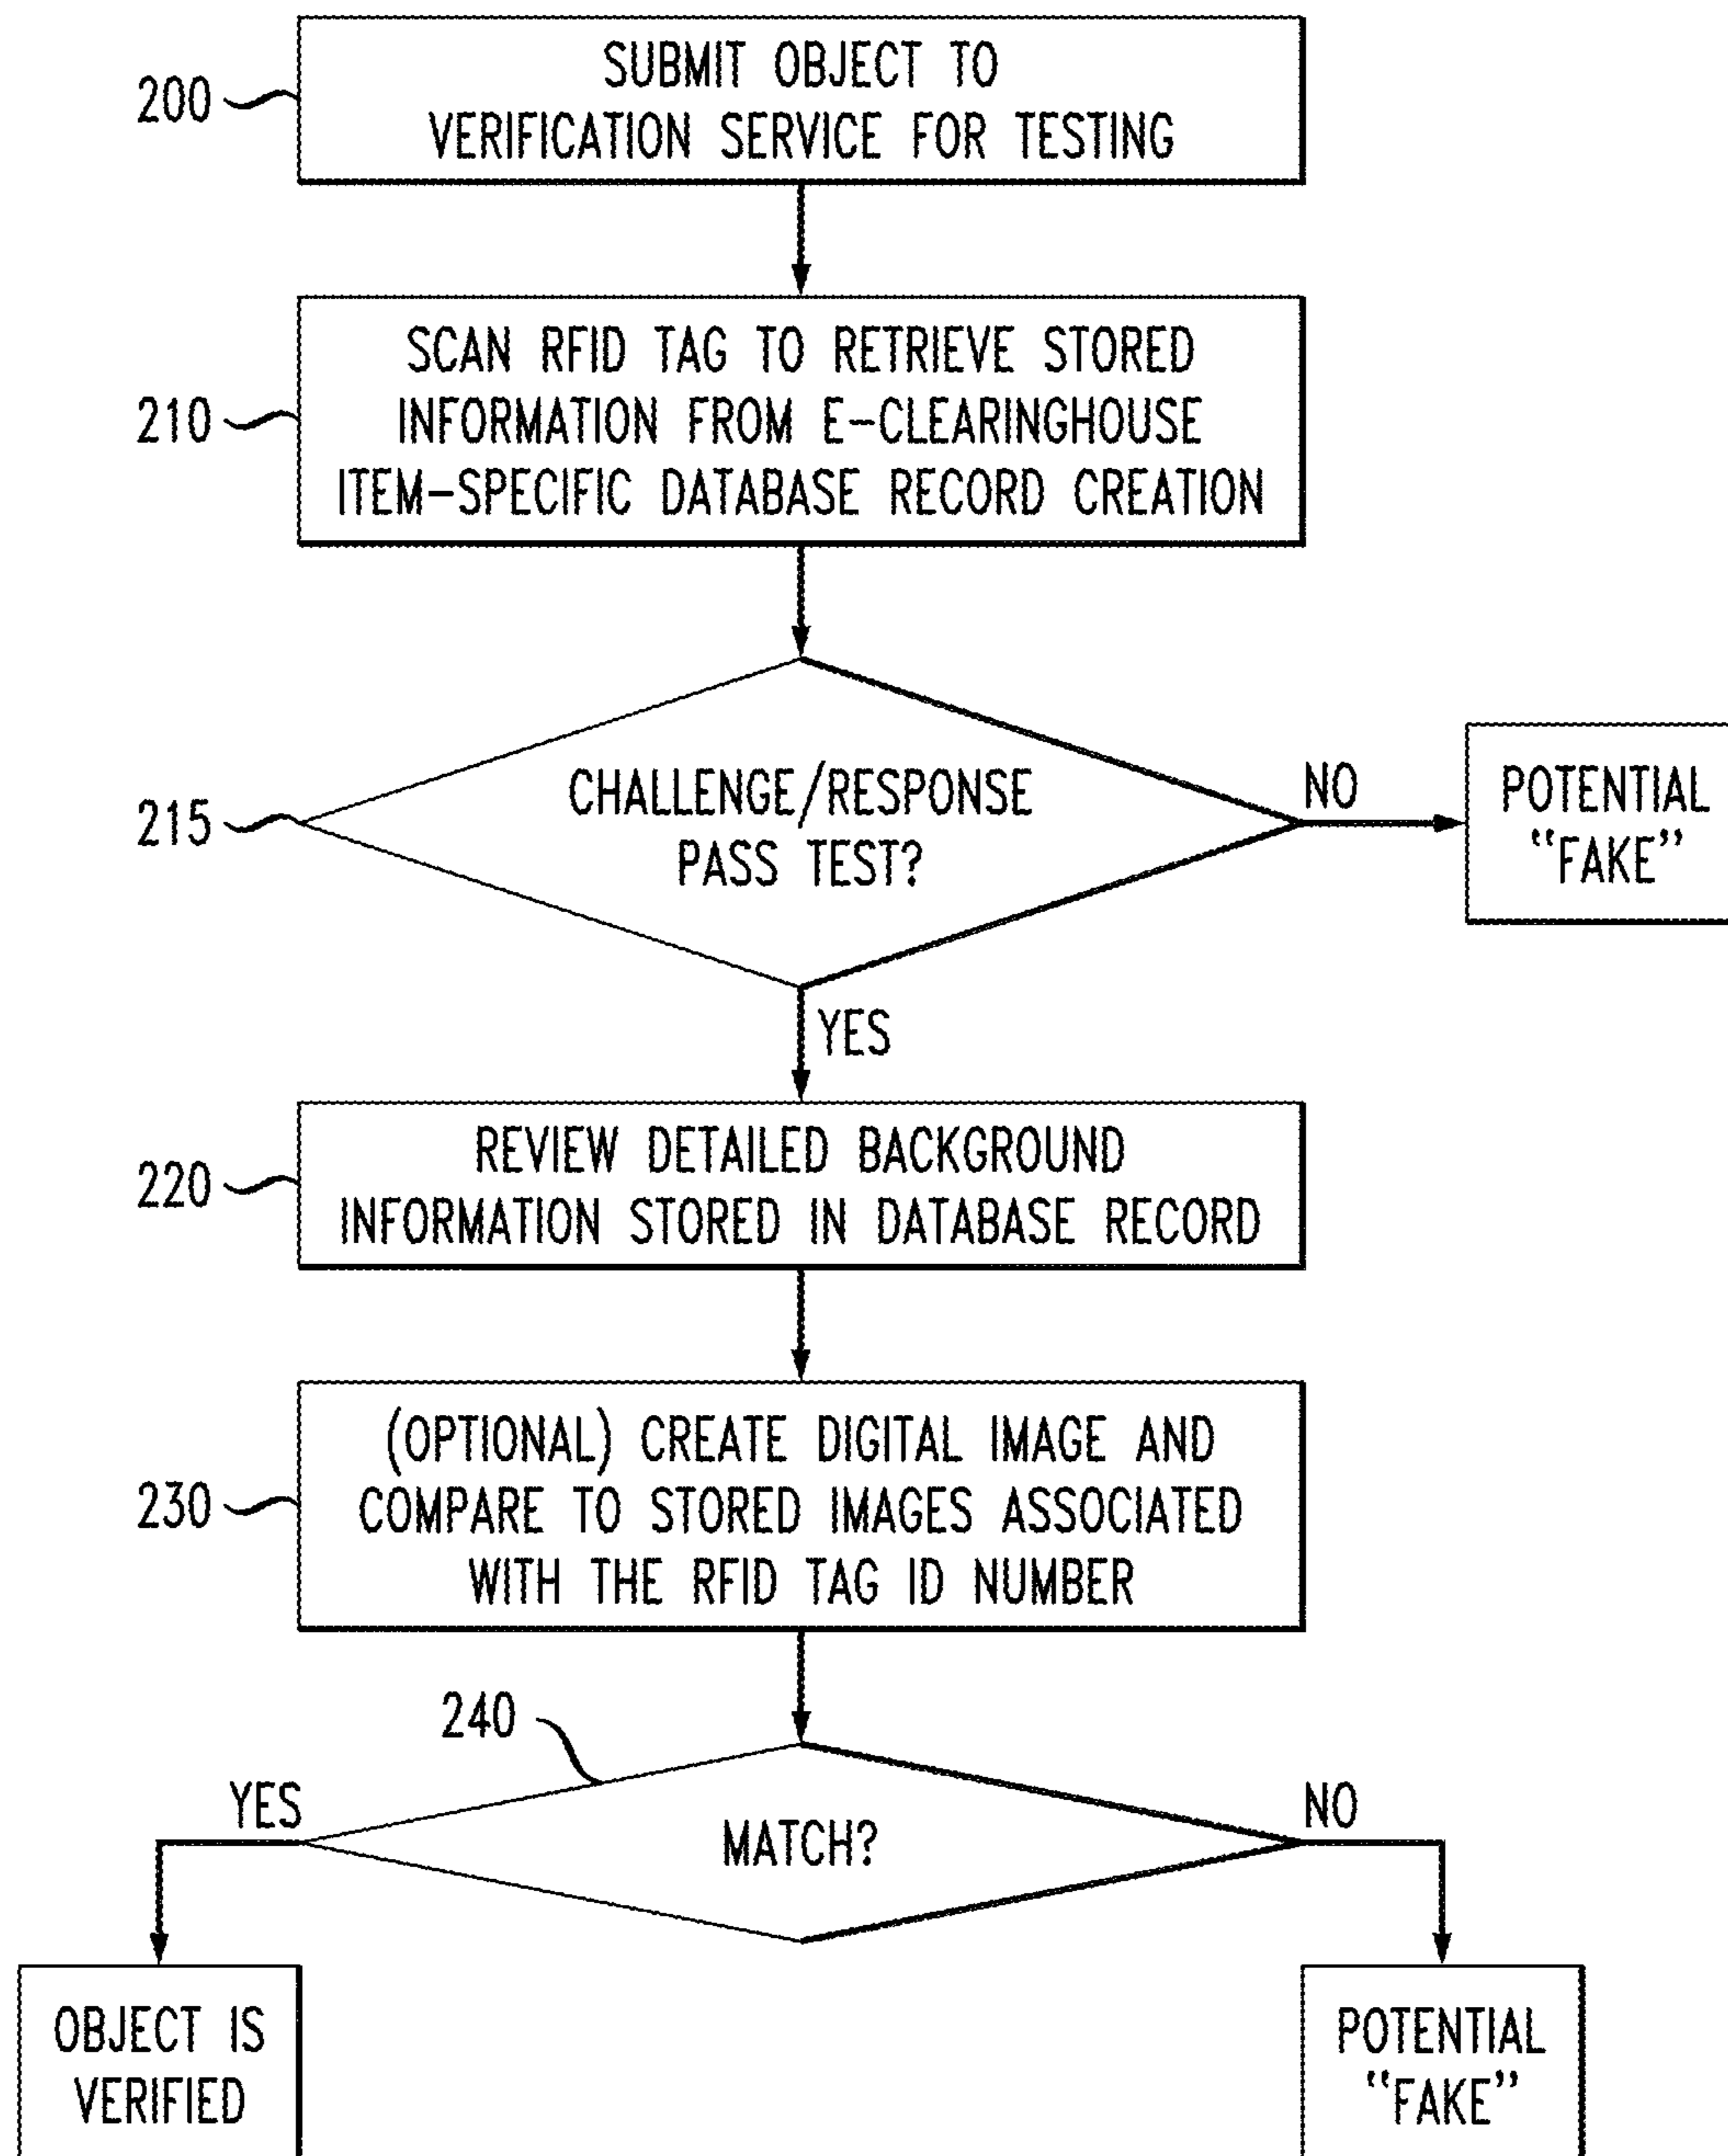 200
SUBMIT OBJECT TO
VERIFICATION SERVICE FOR TESTING
210
SCAN RFID TAG TO RETRIEVE STORED
INFORMATION FROM E-CLEARINGHOUSE
ITEM-SPECIFIC DATABASE RECORD CREATION
215
CHALLENGE/RESPONSE
PASS TEST?
NO
POTENTIAL
“FAKE”
YES
220
REVIEW DETAILED BACKGROUND
INFORMATION STORED IN DATABASE RECORD
230
(OPTIONAL) CREATE DIGITAL IMAGE AND
COMPARE TO STORED IMAGES ASSOCIATED
WITH THE RFID TAG ID NUMBER
240
YES
MATCH?
NO
OBJECT IS
VERIFIED
POTENTIAL
“FAKE”